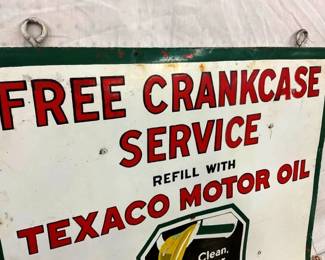 FREE CRANKCASE
SERVICE
REFILL WITH
TEXACO MOTOR OIL
Clean,